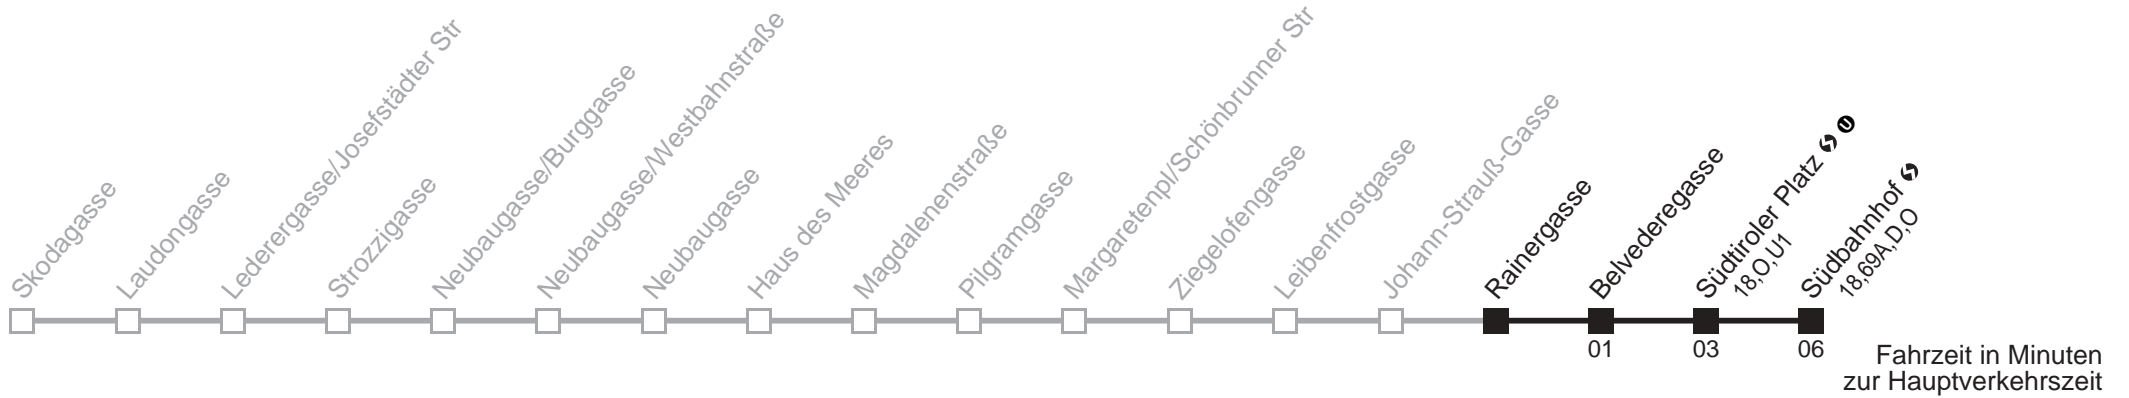 Skodagasse
Laudongasse
Lederergasse/Josefstädter Str
Strozzigasse
Neubaugasse/Burggasse
Neubaugasse/Westbahnstraße
Neubaugasse
Haus des Meeres
Magdalenenstraße
Pilgramgasse
Margaretenpl/Schönbrunner Str
Ziegelofengasse
Leibenfrostgasse
Johann-Strauß-Gasse
Rainergasse
Belvederegasse
Südtiroler Platz U
18,O,U1
Südbahnhof
18,69A,D,O
01
03
06
Fahrzeit in Minuten
zur Hauptverkehrszeit